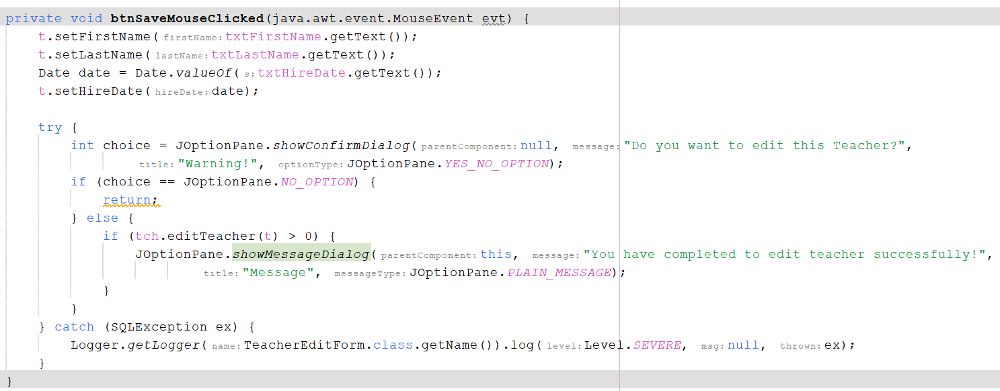 private void btnSaveMouseClicked(java.awt.event.MouseEvent evt) {
t.setFirstName(firstName:txtFirstName.getText());
t.setLastName(lastName:txtLastName.getText());
Date date = Date.valueOf(s:txtHireDate.getText());
t.setHireDate(hireDate:date);
try {
int choice = JOptionPane.showConfirmDialog(parentComponent:null, message:"Do you want to edit this Teacher?",
title:"Warning!", optionType:JOptionPane.YES_NO_OPTION);
if (choice == JOptionPane.NO_OPTION) {
return;
} else {
if (tch.editTeacher(t) > 0) {
JOptionPane.showMessageDialog(parentComponent:this, message:"You have completed to edit teacher successfully!",
title:"Message", messageType:JOptionPane.PLAIN_MESSAGE);
}
}
} catch (SQLException ex) {
Logger.getLogger(name:TeacherEditForm.class.getName()).log(level:Level.SEVERE, msg:null, thrown:ex);
}
}